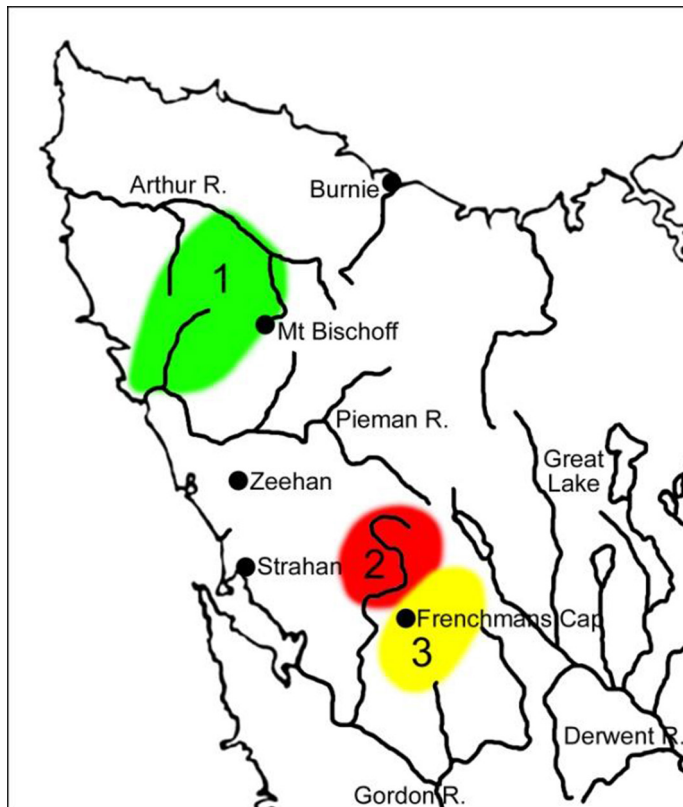 Arthur R.
Burnie
1
Mt Bischoff
Pieman R.
Great
Lake
Zeehan
2
Strahan
Frenchmans Cap
3
Derwent R.
Gordon R.